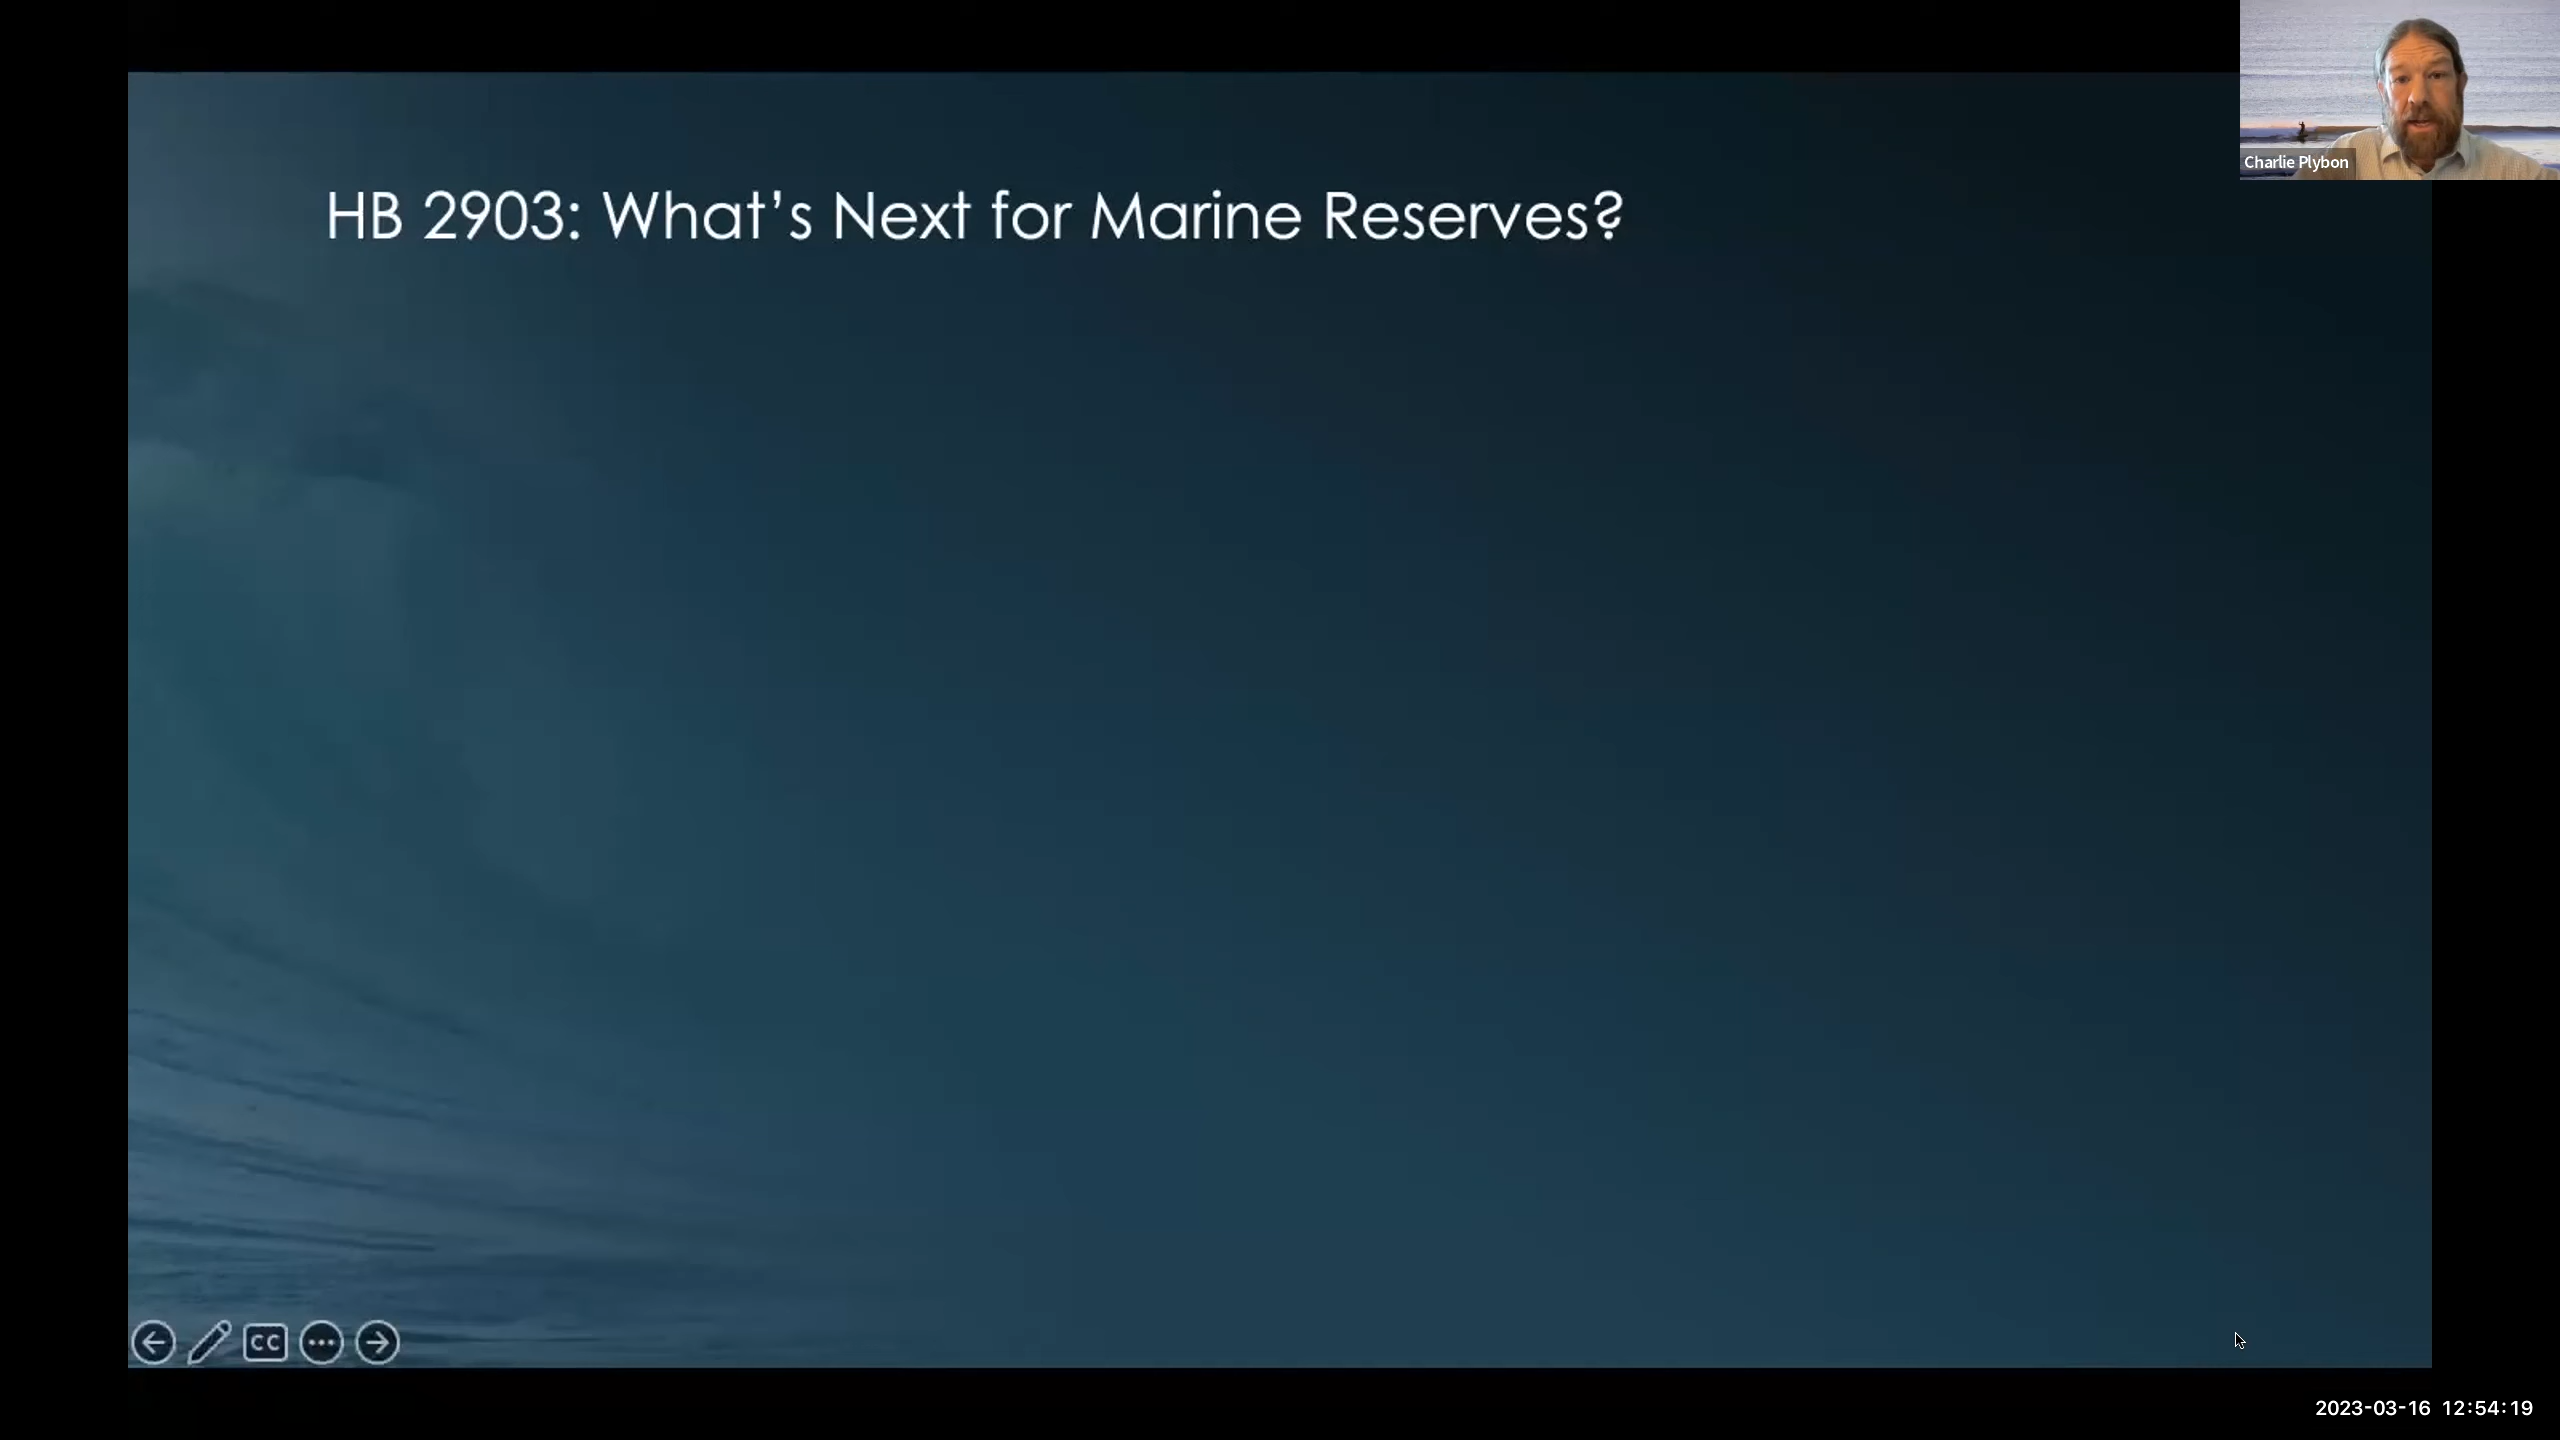 Charlie Plybon
HB 2903: What’s Next for Marine Reserves?
CC
2023-03-16 12:54:19